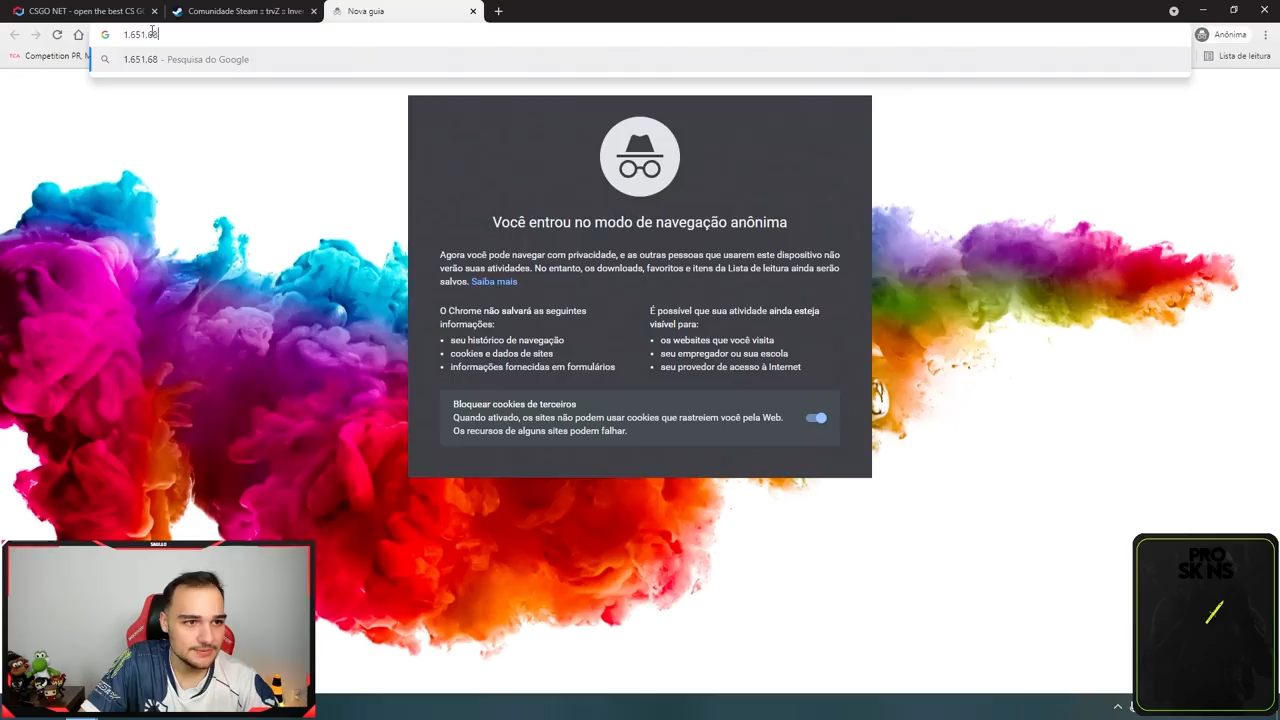 CSGO NET - open the best CS GO
Comunidade Steam :: trvZ :: Inve
Nova guia
1.651.68
Anônima
1.651.68 - Pesquisa do Google
Competition PR, M
Lista de leitura
Você entrou no modo de navegação anônima
Agora você pode navegar com privacidade, e as outras pessoas que usarem este dispositivo não
verão suas atividades. No entanto, os downloads, favoritos e itens da Lista de leitura ainda serão
salvos. Saiba mais
O Chrome não salvará as seguintes
informações:
• seu histórico de navegação
• cookies e dados de sites
• informações fornecidas em formulários
É possível que sua atividade ainda esteja
visível para:
• os websites que você visita
• seu empregador ou sua escola
• seu provedor de acesso à Internet
Bloquear cookies de terceiros
Quando ativado, os sites não podem usar cookies que rastreiem você pela Web.
Os recursos de alguns sites podem falhar.
PRO
SKINS